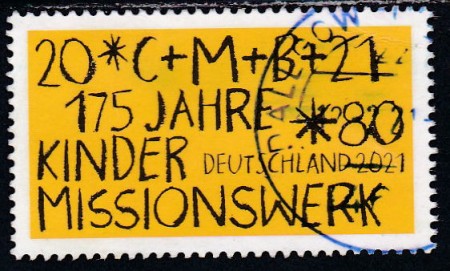 20*C+M+B+21
175 JAHRE
*80
KINDER DEUTSCHLAND 2021
MISSIONSWERK